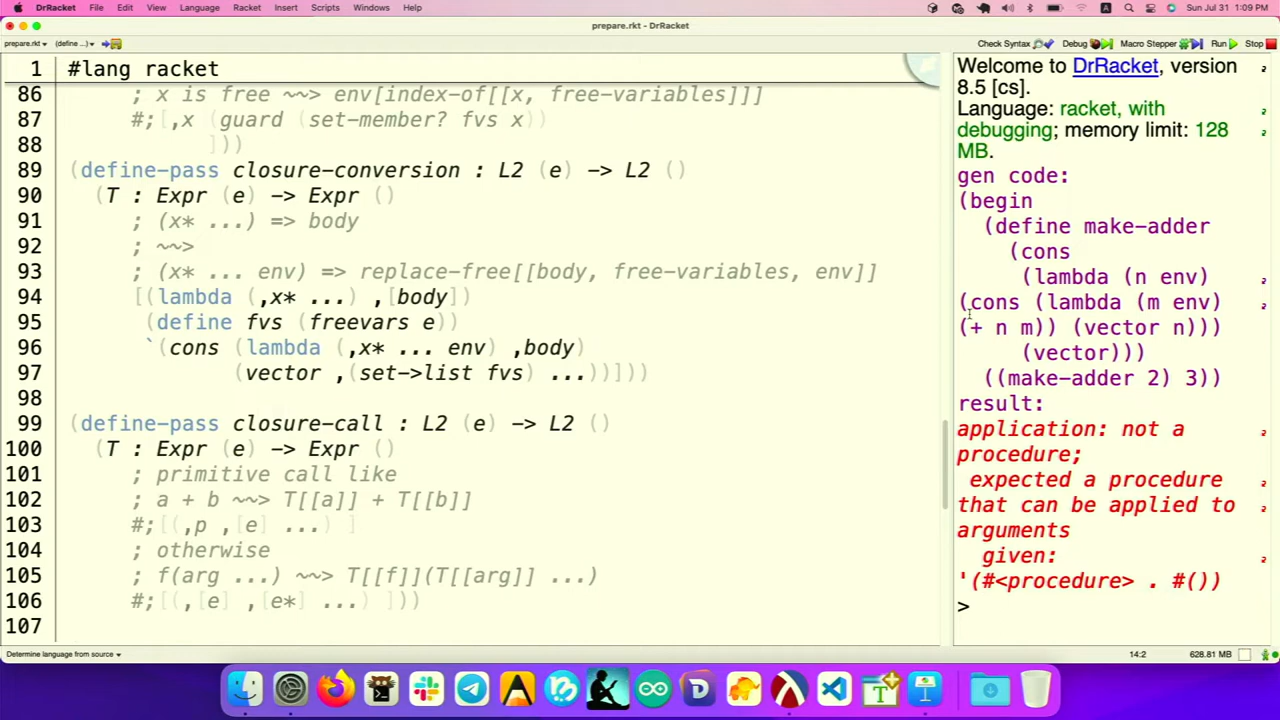 DrRacket File Edit View Language Racket Insert Scripts Windows Help Sun Jul 31 1:09 PM
prepare.rkt - DrRacket
prepare.rkt▾ (define ...)▾ Check Syntax Debug Macro Stepper Run Stop
1 #lang racket
86 ; x is free ~~> env[index-of[[x, free-variables]]]
87 #;[,x (guard (set-member? fvs x))
88 ]))
89 (define-pass closure-conversion : L2 (e) -> L2 ()
90 (T : Expr (e) -> Expr ()
91 ; (x* ...) => body
92 ; ~~>
93 ; (x* ... env) => replace-free[[body, free-variables, env]]
94 [(lambda (,x* ...) ,[body])
95 (define fvs (freevars e))
96 `(cons (lambda (,x* ... env) ,body)
97 (vector ,(set->list fvs) ...))]))
98
99 (define-pass closure-call : L2 (e) -> L2 ()
100 (T : Expr (e) -> Expr ()
101 ; primitive call like
102 ; a + b ~~> T[[a]] + T[[b]]
103 #;[(,p ,[e] ...) ]
104 ; otherwise
105 ; f(arg ...) ~~> T[[f]](T[[arg]] ...)
106 #;[(,[e] ,[e*] ...) ]))
107
Welcome to DrRacket, version
8.5 [cs].
Language: racket, with
debugging; memory limit: 128
MB.
gen code:
(begin
(define make-adder
(cons
(lambda (n env)
(cons (lambda (m env)
(+ n m)) (vector n)))
(vector)))
((make-adder 2) 3))
result:
application: not a
procedure;
expected a procedure
that can be applied to
arguments
given:
'(#<procedure> . #())
>
Determine language from source▾ 14:2 628.81 MB